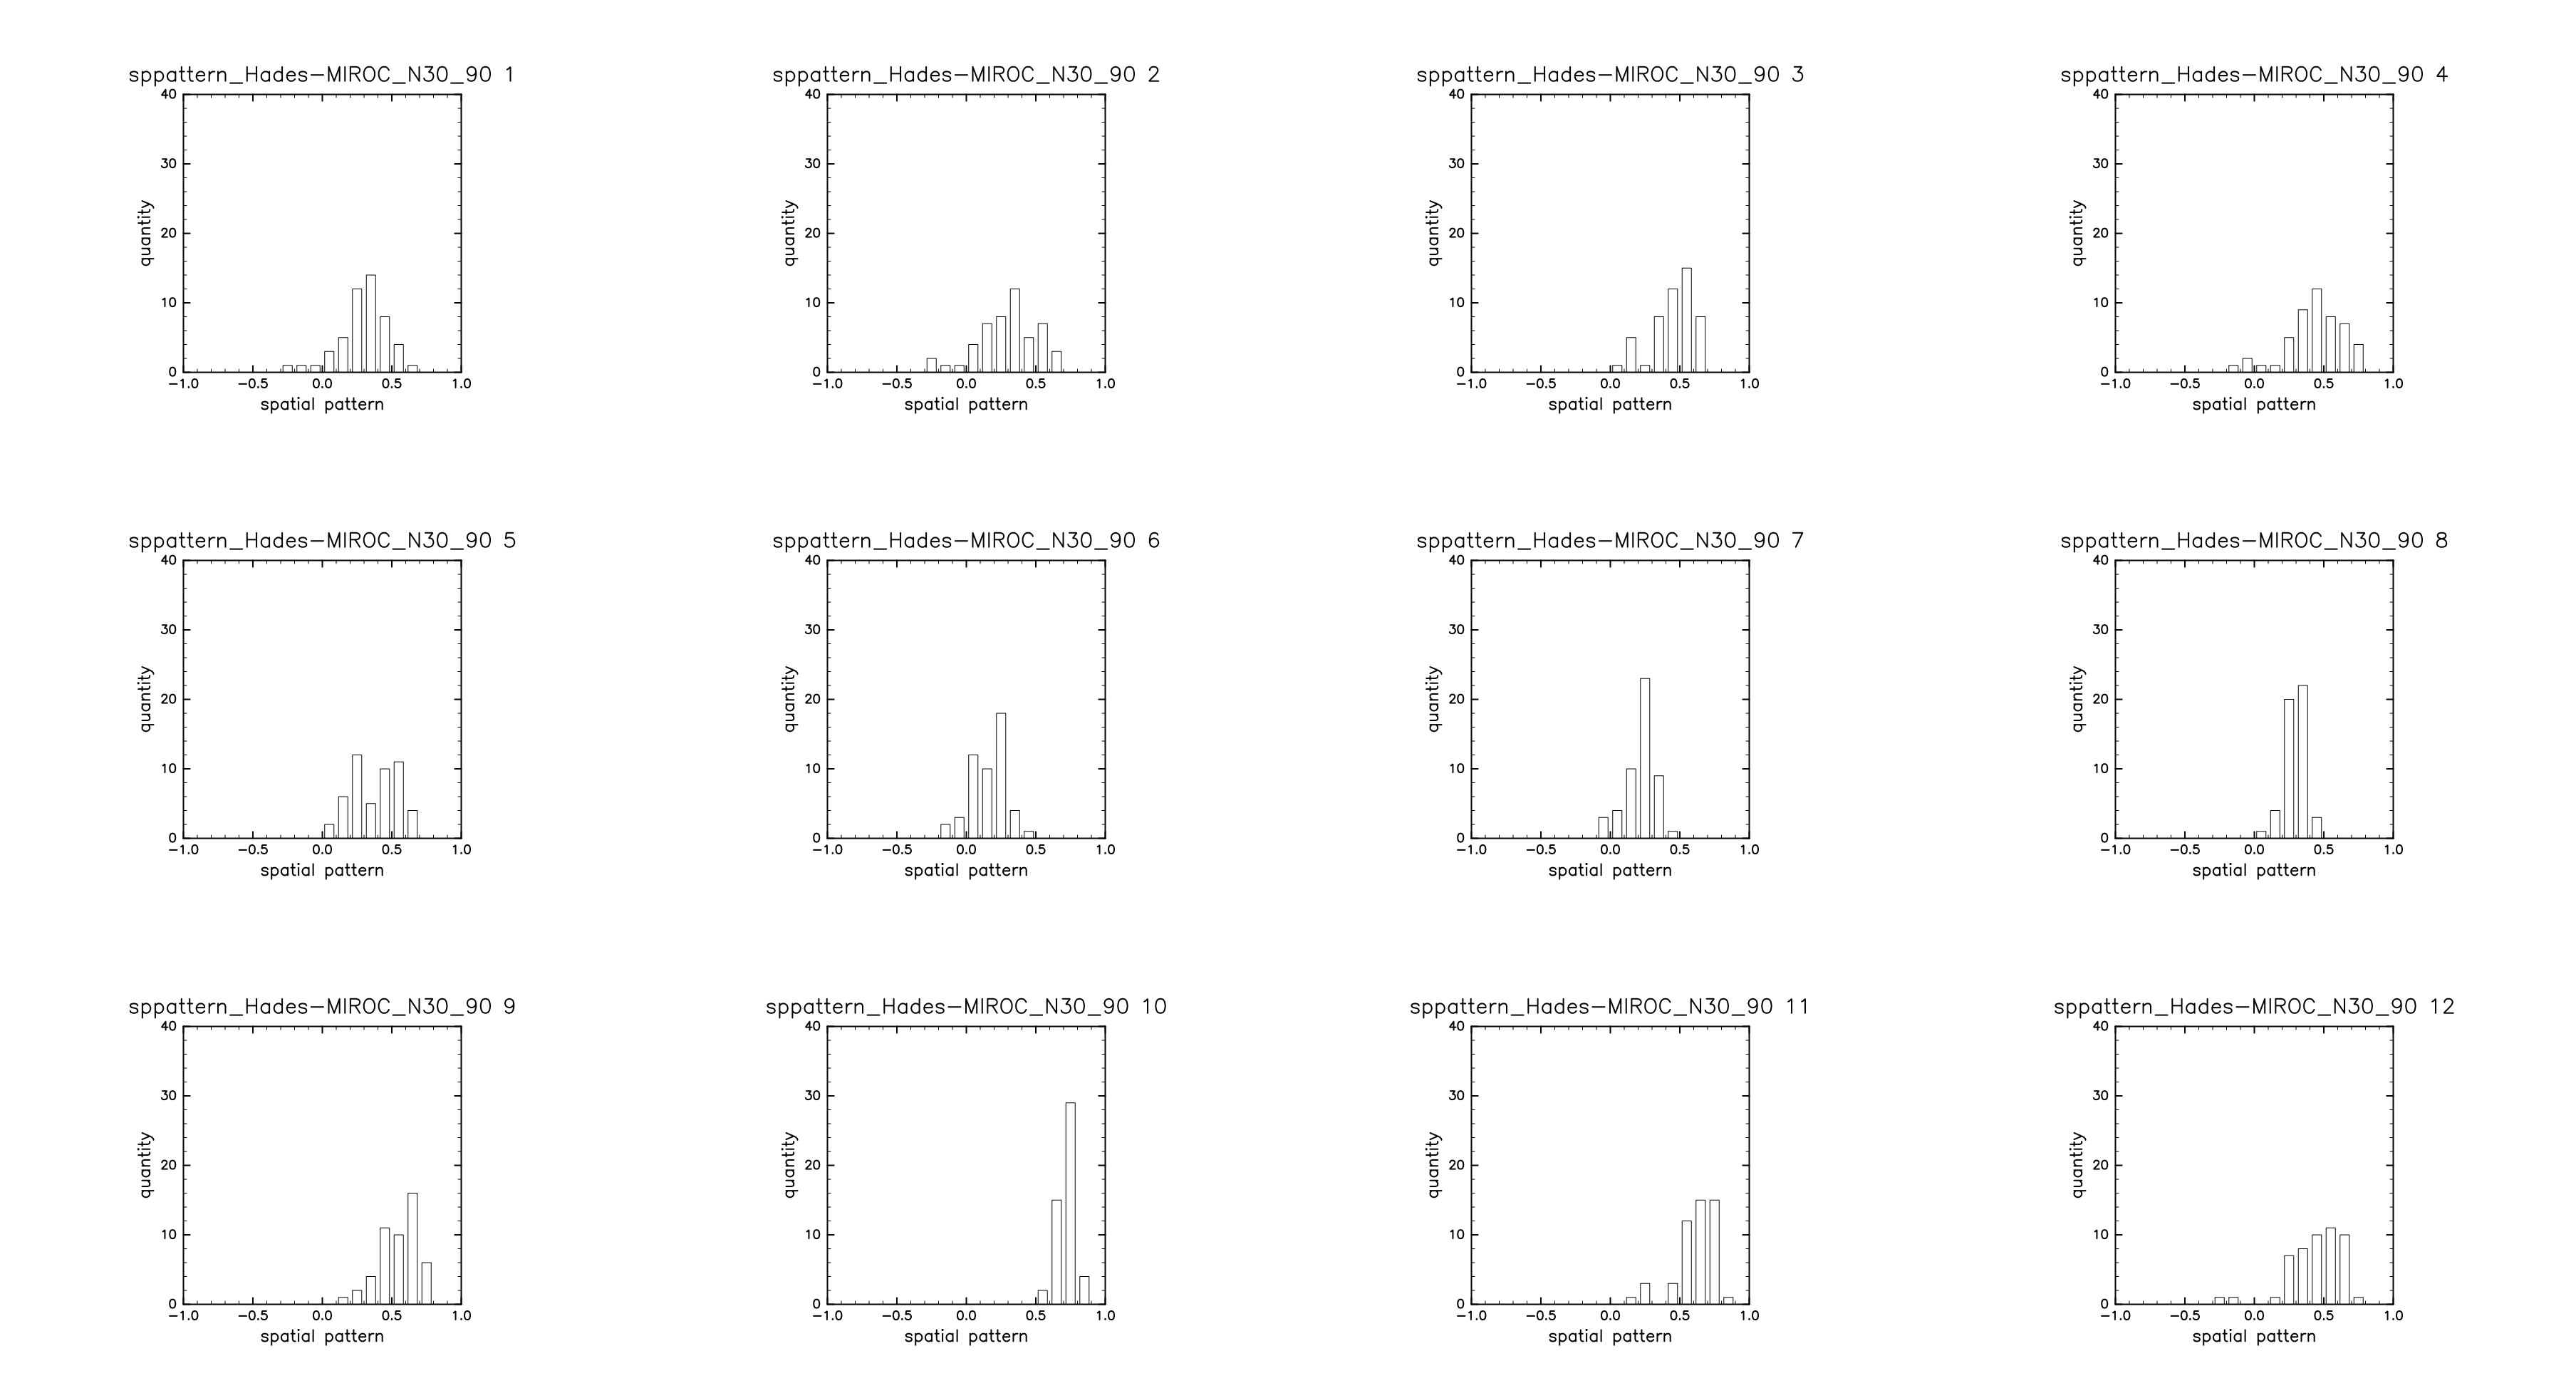 sppattern_Hades-MIROC_N30_90 1
sppattern_Hades-MIROC_N30_90 2
sppattern_Hades-MIROC_N30_90 3
sppattern_Hades-MIROC_N30_90 4
40
30
20
10
0
quantity
-1.0 -0.5 0.0 0.5 1.0
spatial pattern
40
30
20
10
0
quantity
-1.0 -0.5 0.0 0.5 1.0
spatial pattern
40
30
20
10
0
quantity
-1.0 -0.5 0.0 0.5 1.0
spatial pattern
40
30
20
10
0
quantity
-1.0 -0.5 0.0 0.5 1.0
spatial pattern
sppattern_Hades-MIROC_N30_90 5
sppattern_Hades-MIROC_N30_90 6
sppattern_Hades-MIROC_N30_90 7
sppattern_Hades-MIROC_N30_90 8
40
30
20
10
0
quantity
-1.0 -0.5 0.0 0.5 1.0
spatial pattern
40
30
20
10
0
quantity
-1.0 -0.5 0.0 0.5 1.0
spatial pattern
40
30
20
10
0
quantity
-1.0 -0.5 0.0 0.5 1.0
spatial pattern
40
30
20
10
0
quantity
-1.0 -0.5 0.0 0.5 1.0
spatial pattern
sppattern_Hades-MIROC_N30_90 9
sppattern_Hades-MIROC_N30_90 10
sppattern_Hades-MIROC_N30_90 11
sppattern_Hades-MIROC_N30_90 12
40
30
20
10
0
quantity
-1.0 -0.5 0.0 0.5 1.0
spatial pattern
40
30
20
10
0
quantity
-1.0 -0.5 0.0 0.5 1.0
spatial pattern
40
30
20
10
0
quantity
-1.0 -0.5 0.0 0.5 1.0
spatial pattern
40
30
20
10
0
quantity
-1.0 -0.5 0.0 0.5 1.0
spatial pattern